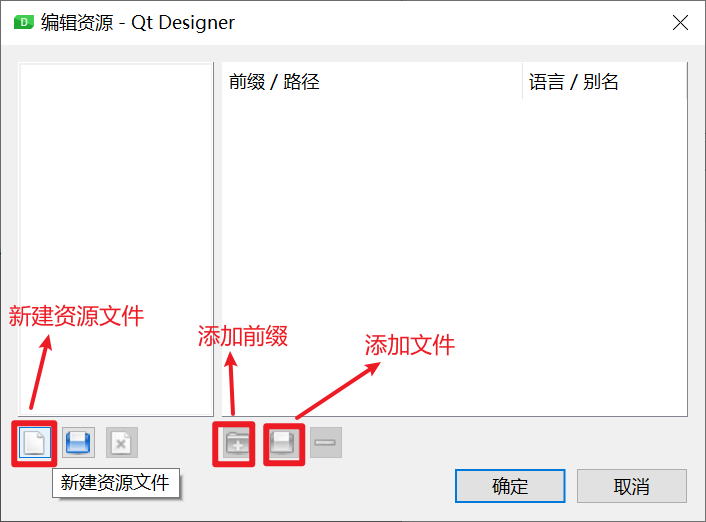 编辑资源 - Qt Designer
前缀 / 路径
语言 / 别名
新建资源文件
添加前缀
添加文件
新建资源文件
确定
取消